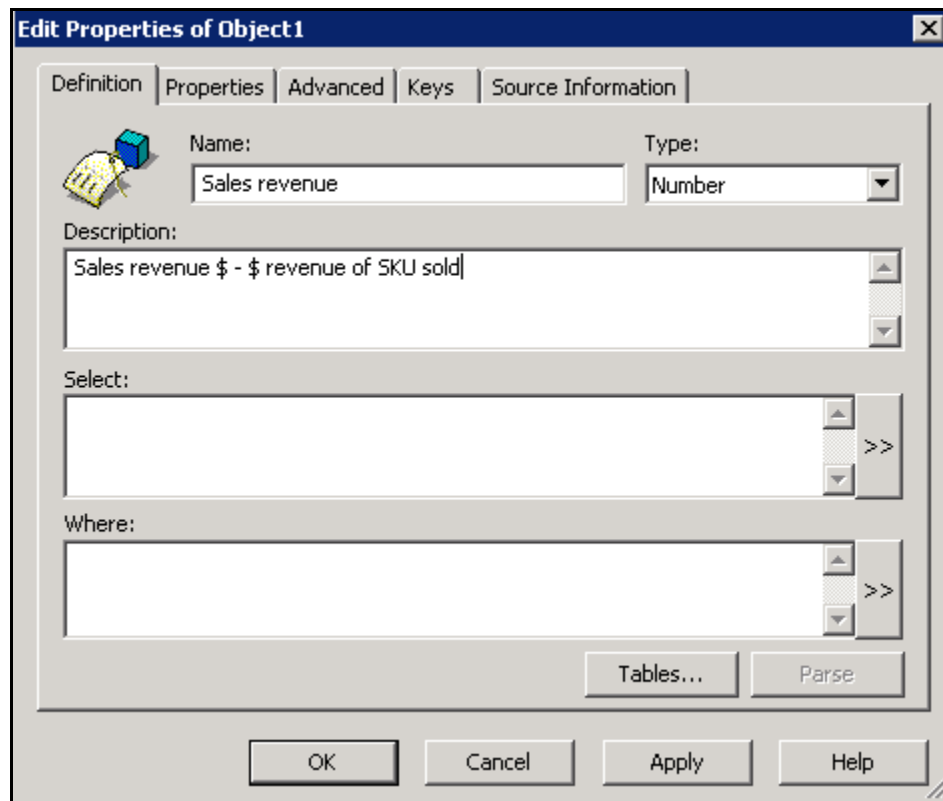 Edit Properties of Object1
Definition Properties Advanced Keys Source Information
Name: Type:
Sales revenue Number
Description:
Sales revenue $ - $ revenue of SKU sold
Select:
>>
Where:
>>
Tables... Parse
OK Cancel Apply Help